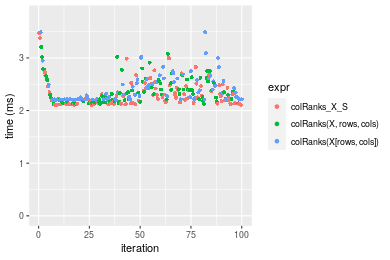 time (ms)
3
2
1
0
0
25
50
75
100
iteration
expr
colRanks_X_S
colRanks(X, rows, cols)
colRanks(X[rows, cols])